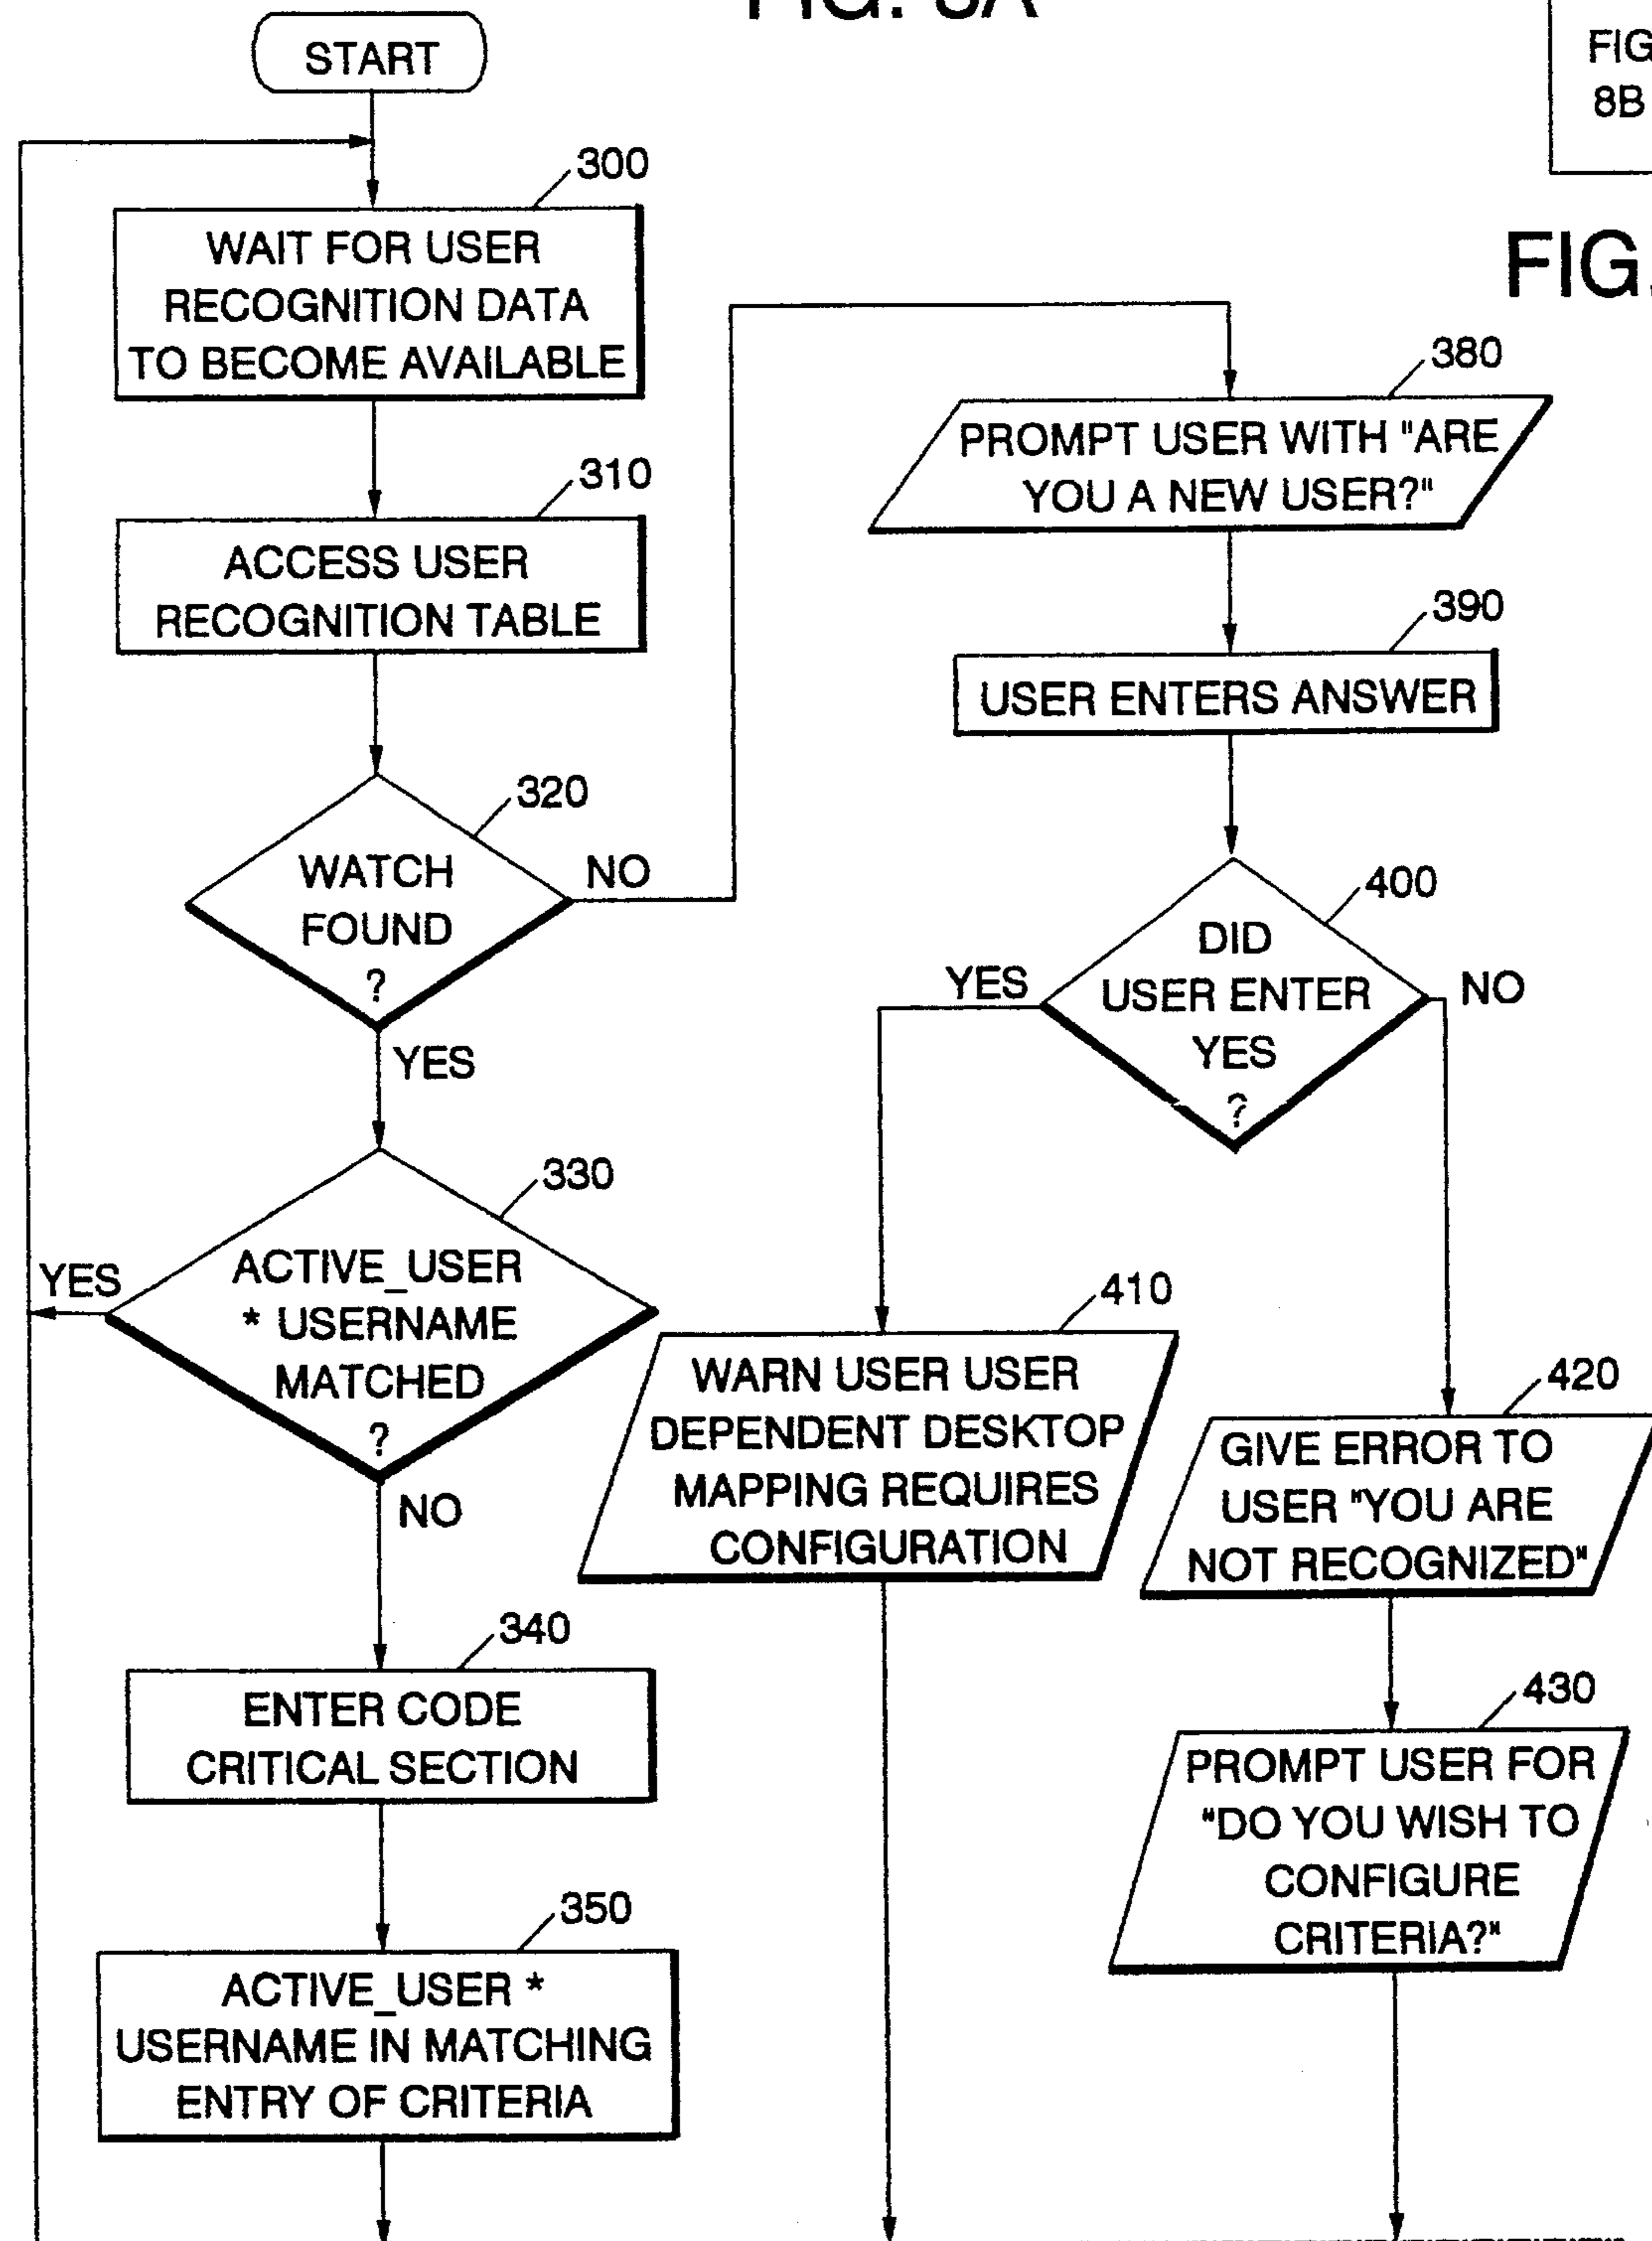 START
300
WAIT FOR USER
RECOGNITION DATA
TO BECOME AVAILABLE
310
ACCESS USER
RECOGNITION TABLE
320
WATCH
FOUND
?
NO
YES
330
ACTIVE_USER
* USERNAME
MATCHED
?
YES
NO
340
ENTER CODE
CRITICAL SECTION
350
ACTIVE_USER *
USERNAME IN MATCHING
ENTRY OF CRITERIA
FIG
8B
FIG.
380
PROMPT USER WITH "ARE
YOU A NEW USER?"
390
USER ENTERS ANSWER
400
DID
USER ENTER
YES
?
YES
NO
410
WARN USER USER
DEPENDENT DESKTOP
MAPPING REQUIRES
CONFIGURATION
420
GIVE ERROR TO
USER "YOU ARE
NOT RECOGNIZED"
430
PROMPT USER FOR
"DO YOU WISH TO
CONFIGURE
CRITERIA?"